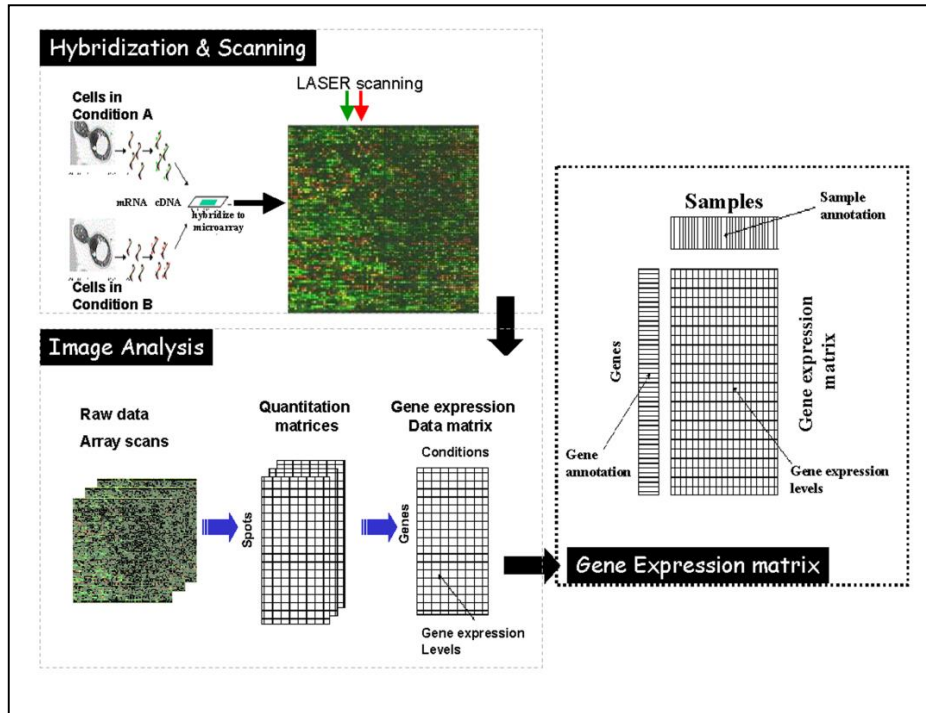 Hybridization & Scanning
LASER scanning
Cells in
Condition A
mRNA cDNA
hybridize to
microarray
Cells in
Condition B
Image Analysis
Raw data
Array scans
Quantitation
matrices
Spots
Gene expression
Data matrix
Conditions
Genes
Gene expression
Levels
Samples
Sample
annotation
Genes
Gene expression
matrix
Gene
annotation
Gene expression
levels
Gene Expression matrix